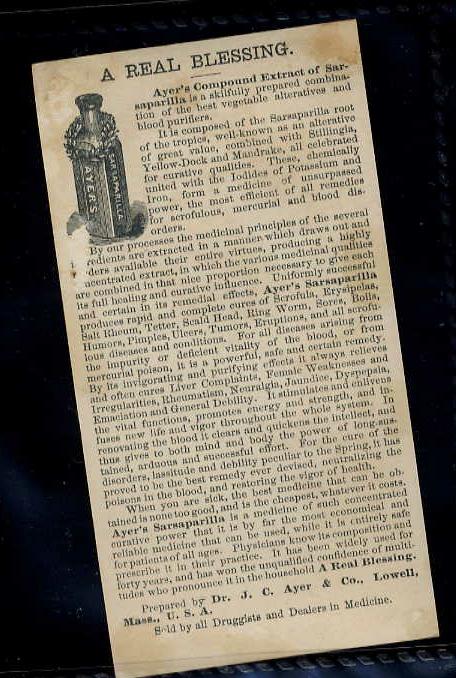 A REAL BLESSING.
Ayer's Compound Extract of Sar-
saparilla is a skilfully prepared combina-
tion of the best vegetable alteratives and
blood purifiers.
It is composed of the Sarsaparilla root
of the tropics, well-known as an alterative
of great value, combined with Stillingia,
Yellow-Dock and Mandrake, all celebrated
for curative qualities. These, chemically
united with the Iodides of Potassium and
Iron, form a medicine of unsurpassed
power, the most efficient of all remedies
for scrofulous, mercurial and blood dis-
orders.
AYER'S
SARSAPARILLA
By our processes the medicinal principles of the several
redients are extracted in a manner which draws out and
ders available their entire virtues, producing a highly
ncentrated extract, in which the various medicinal qualities
are combined in that nice proportion necessary to give each
its full healing and curative influence. Uniformly successful
and certain in its remedial effects, Ayer's Sarsaparilla
produces rapid and complete cures of Scrofula, Erysipelas,
Salt Rheum, Tetter, Scald Head, Ring Worm, Sores, Boils,
Humors, Pimples, Ulcers, Tumors, Eruptions, and all scrofu-
lous diseases and conditions. For all diseases arising from
the impurity or deficient vitality of the blood, or from
mercurial poison, it is a powerful, safe and certain remedy.
By its invigorating and purifying effects it always relieves
and often cures Liver Complaints, Female Weaknesses and
Irregularities, Rheumatism, Neuralgia, Jaundice, Dyspepsia,
Emaciation and General Debility. It stimulates and enlivens
the vital functions, promotes energy and strength, and in-
fuses new life and vigor throughout the whole system. In
renovating the blood it clears and quickens the intellect, and
thus gives to both mind and body the power of long-sus-
tained, arduous and successful effort. For the cure of the
disorders, lassitude and debility peculiar to the Spring, it has
proved to be the best remedy ever devised, neutralizing the
poisons in the blood, and restoring the vigor of health.
When you are sick, the best medicine that can be ob-
tained is none too good, and is the cheapest, whatever it costs.
Ayer's Sarsaparilla is a medicine of such concentrated
curative power that it is by far the most economical and
reliable medicine that can be used, while it is entirely safe
for patients of all ages. Physicians know its composition and
prescribe it in their practice. It has been widely used for
forty years, and has won the unqualified confidence of multi-
tudes who pronounce it in the household A Real Blessing.
Prepared by Dr. J. C. Ayer & Co., Lowell,
Mass., U. S. A.
Sold by all Druggists and Dealers in Medicine.